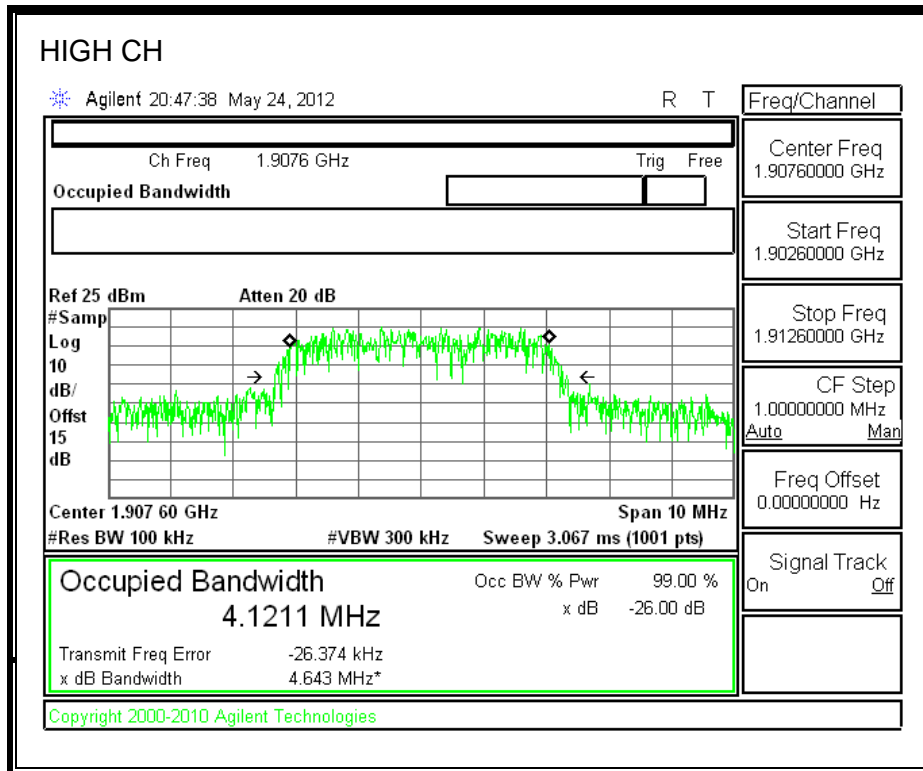 HIGH CH
Agilent 20:47:38 May 24, 2012 R T
Freq/Channel
Ch Freq 1.9076 GHz Trig Free
Occupied Bandwidth
Center Freq
1.90760000 GHz
Start Freq
1.90260000 GHz
Stop Freq
1.91260000 GHz
CF Step
1.00000000 MHz
Auto Man
Freq Offset
0.00000000 Hz
Signal Track
On Off
Ref 25 dBm Atten 20 dB
#Samp
Log
10
dB/
Offst
15
dB
Center 1.907 60 GHz Span 10 MHz
#Res BW 100 kHz #VBW 300 kHz Sweep 3.067 ms (1001 pts)
Occupied Bandwidth Occ BW % Pwr 99.00 %
4.1211 MHz x dB -26.00 dB
Transmit Freq Error -26.374 kHz
x dB Bandwidth 4.643 MHz*
Copyright 2000-2010 Agilent Technologies